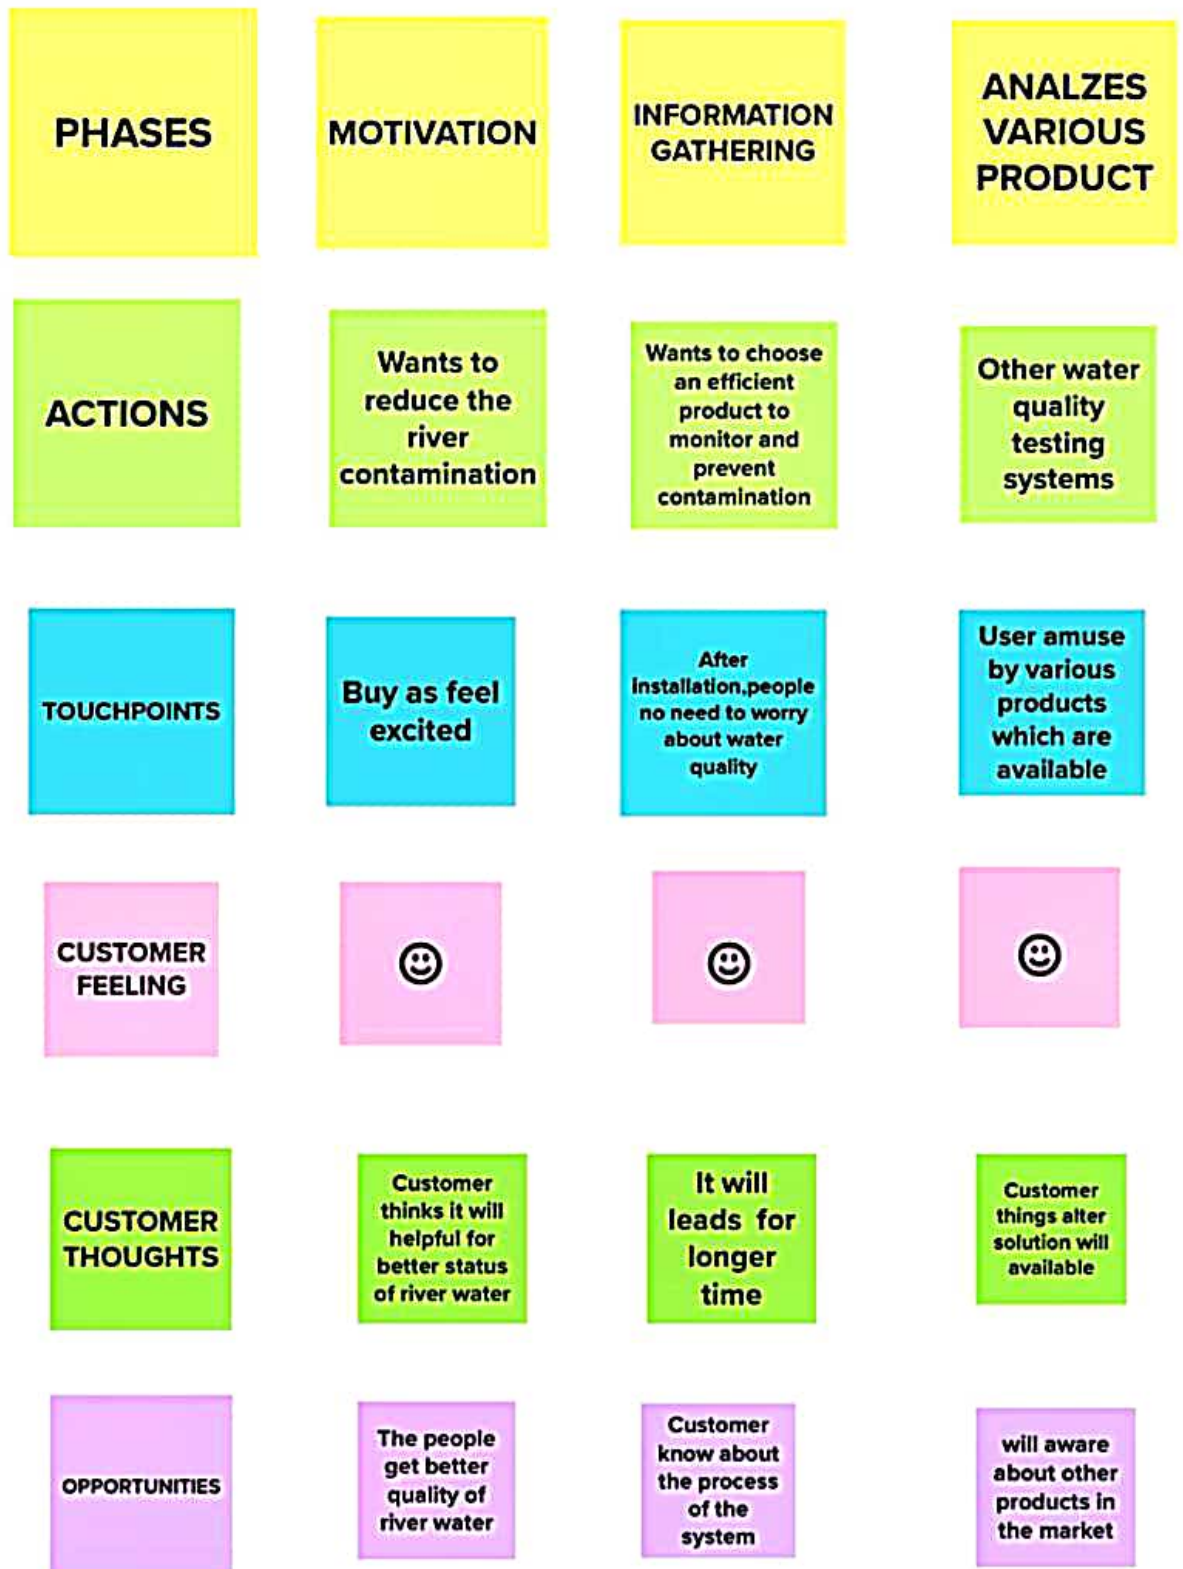 PHASES
MOTIVATION
INFORMATION
GATHERING
ANALZES
VARIOUS
PRODUCT
ACTIONS
Wants to
reduce the
river
contamination
Wants to choose
an efficient
product to
monitor and
prevent
contamination
Other water
quality
testing
systems
TOUCHPOINTS
Buy as feel
excited
After
installation,people
no need to worry
about water
quality
User amuse
by various
products
which are
available
CUSTOMER
FEELING
CUSTOMER
THOUGHTS
Customer
thinks it will
helpful for
better status
of river water
It will
leads for
longer
time
Customer
things alter
solution will
available
OPPORTUNITIES
The people
get better
quality of
river water
Customer
know about
the process
of the
system
will aware
about other
products in
the market